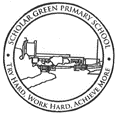 SCHOLAR GREEN PRIMARY SCHOOL
TRY HARD, WORK HARD, ACHIEVE MORE